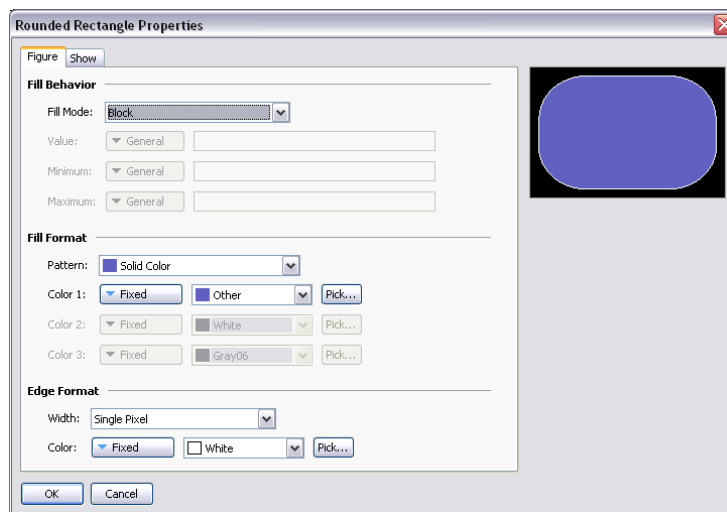 Rounded Rectangle Properties
Figure Show
Fill Behavior
Fill Mode: Block
Value: General
Minimum: General
Maximum: General
Fill Format
Pattern: Solid Color
Color 1: Fixed Other Pick...
Color 2: Fixed White Pick...
Color 3: Fixed Gray06 Pick...
Edge Format
Width: Single Pixel
Color: Fixed White Pick...
OK Cancel